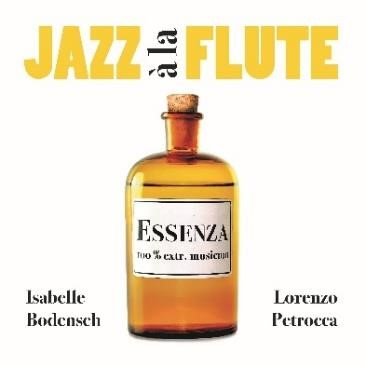 JAZZ à la FLUTE
ESSENZA
100 % extr. musicum
Isabelle
Bodensch
Lorenzo
Petrocca